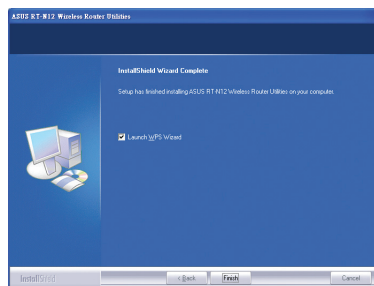 ASUS RT-N12 Wireless Router Utilities
InstallShield Wizard Complete
Setup has finished installing ASUS RT-N12 Wireless Router Utilities on your computer.
Launch WPS Wizard
InstallShield
< Back
Finish
Cancel